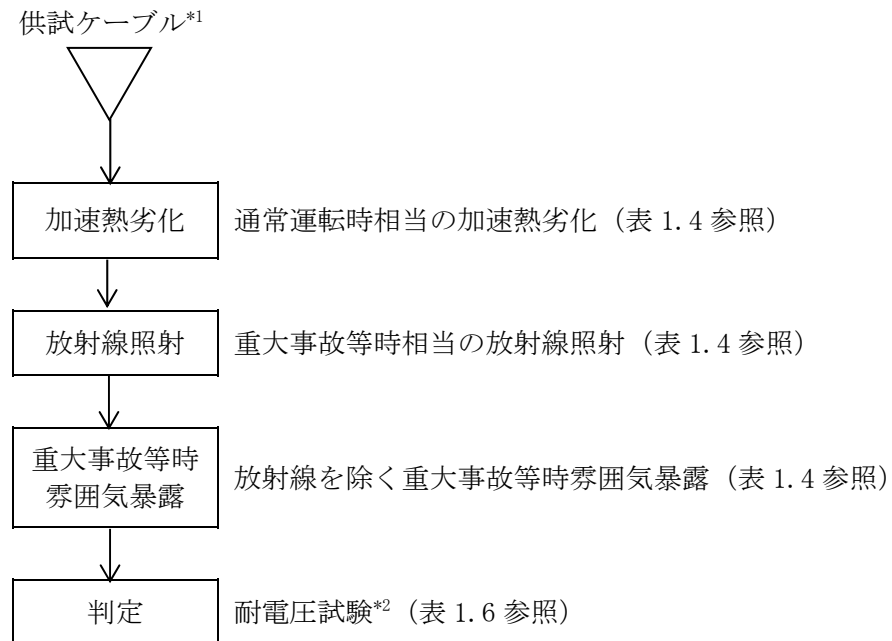 供試ケーブル*1
加速熱劣化 通常運転時相当の加速熱劣化（表 1.4 参照）
放射線照射 重大事故等時相当の放射線照射（表 1.4 参照）
重大事故等時
雰囲気暴露 放射線を除く重大事故等時雰囲気暴露（表 1.4 参照）
判定 耐電圧試験*2（表 1.6 参照）